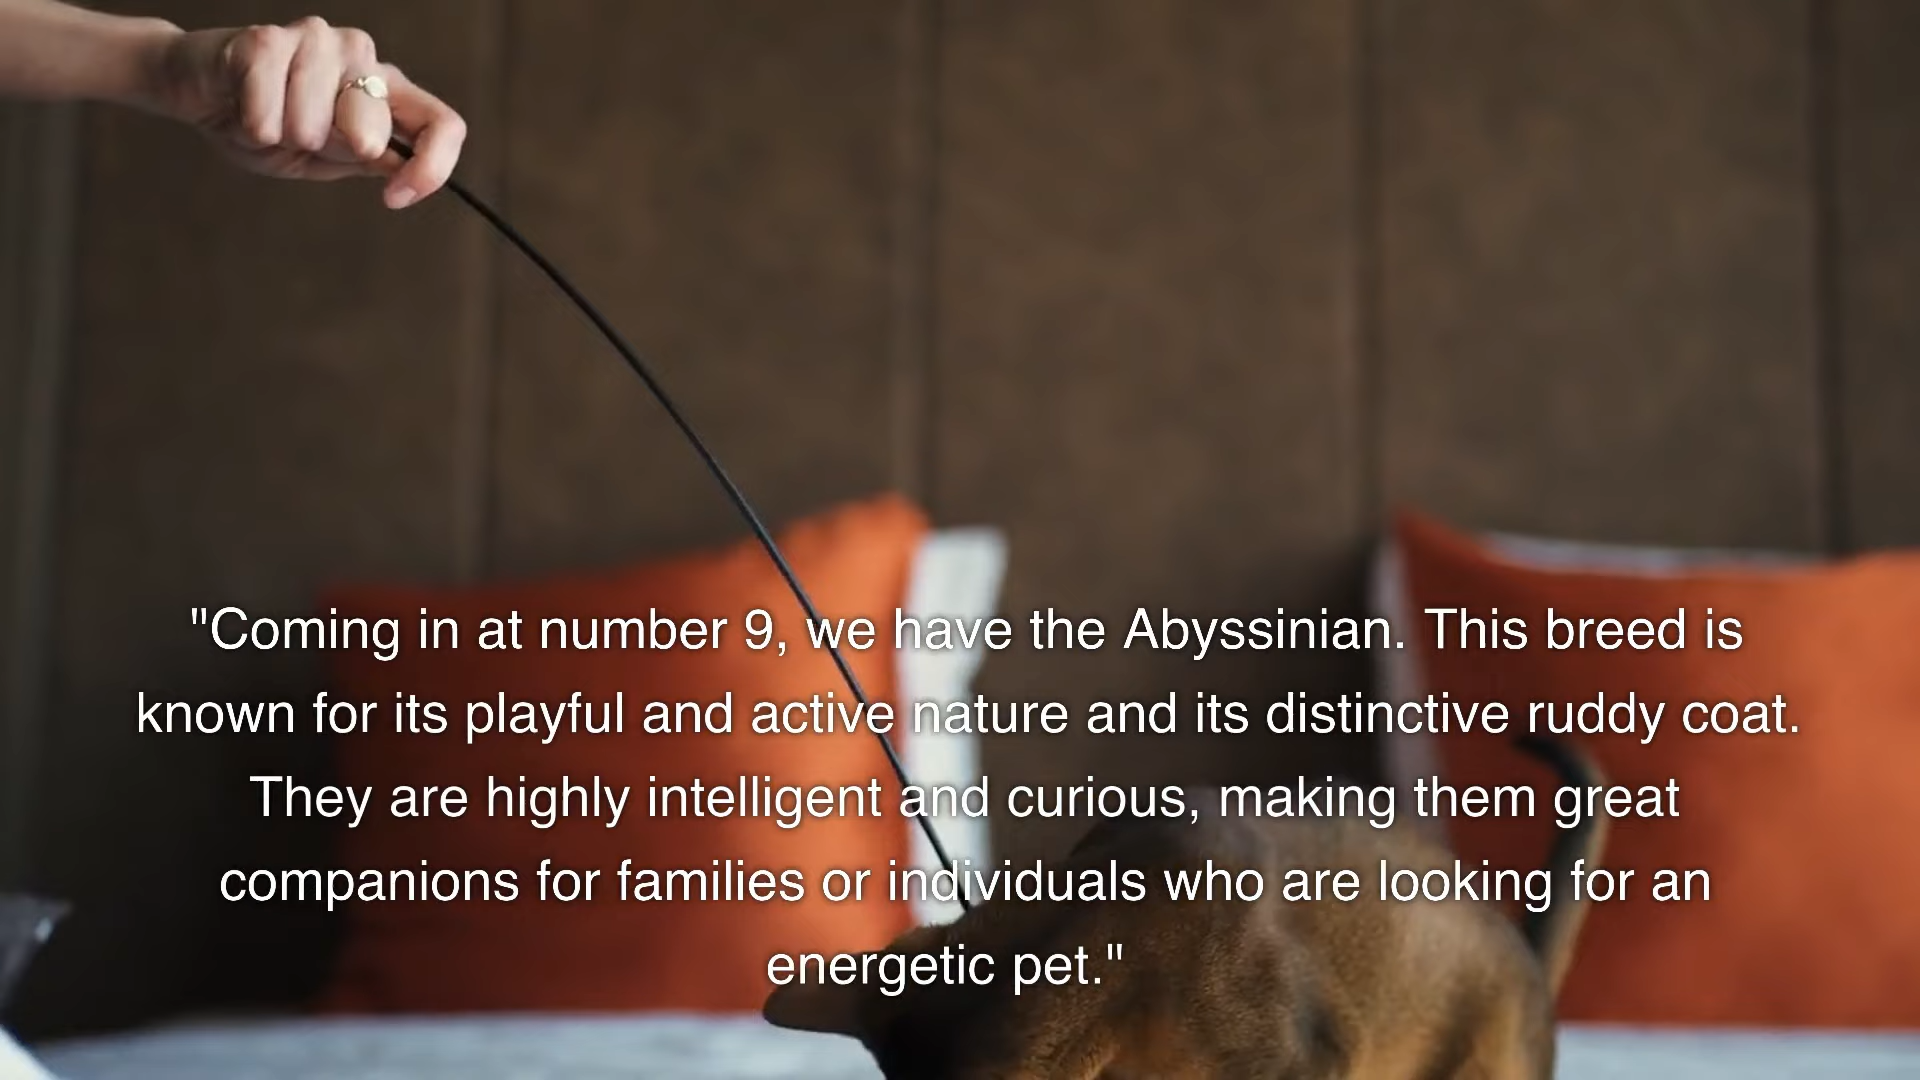 "Coming in at number 9, we have the Abyssinian. This breed is
known for its playful and active nature and its distinctive ruddy coat.
They are highly intelligent and curious, making them great
companions for families or individuals who are looking for an
energetic pet."